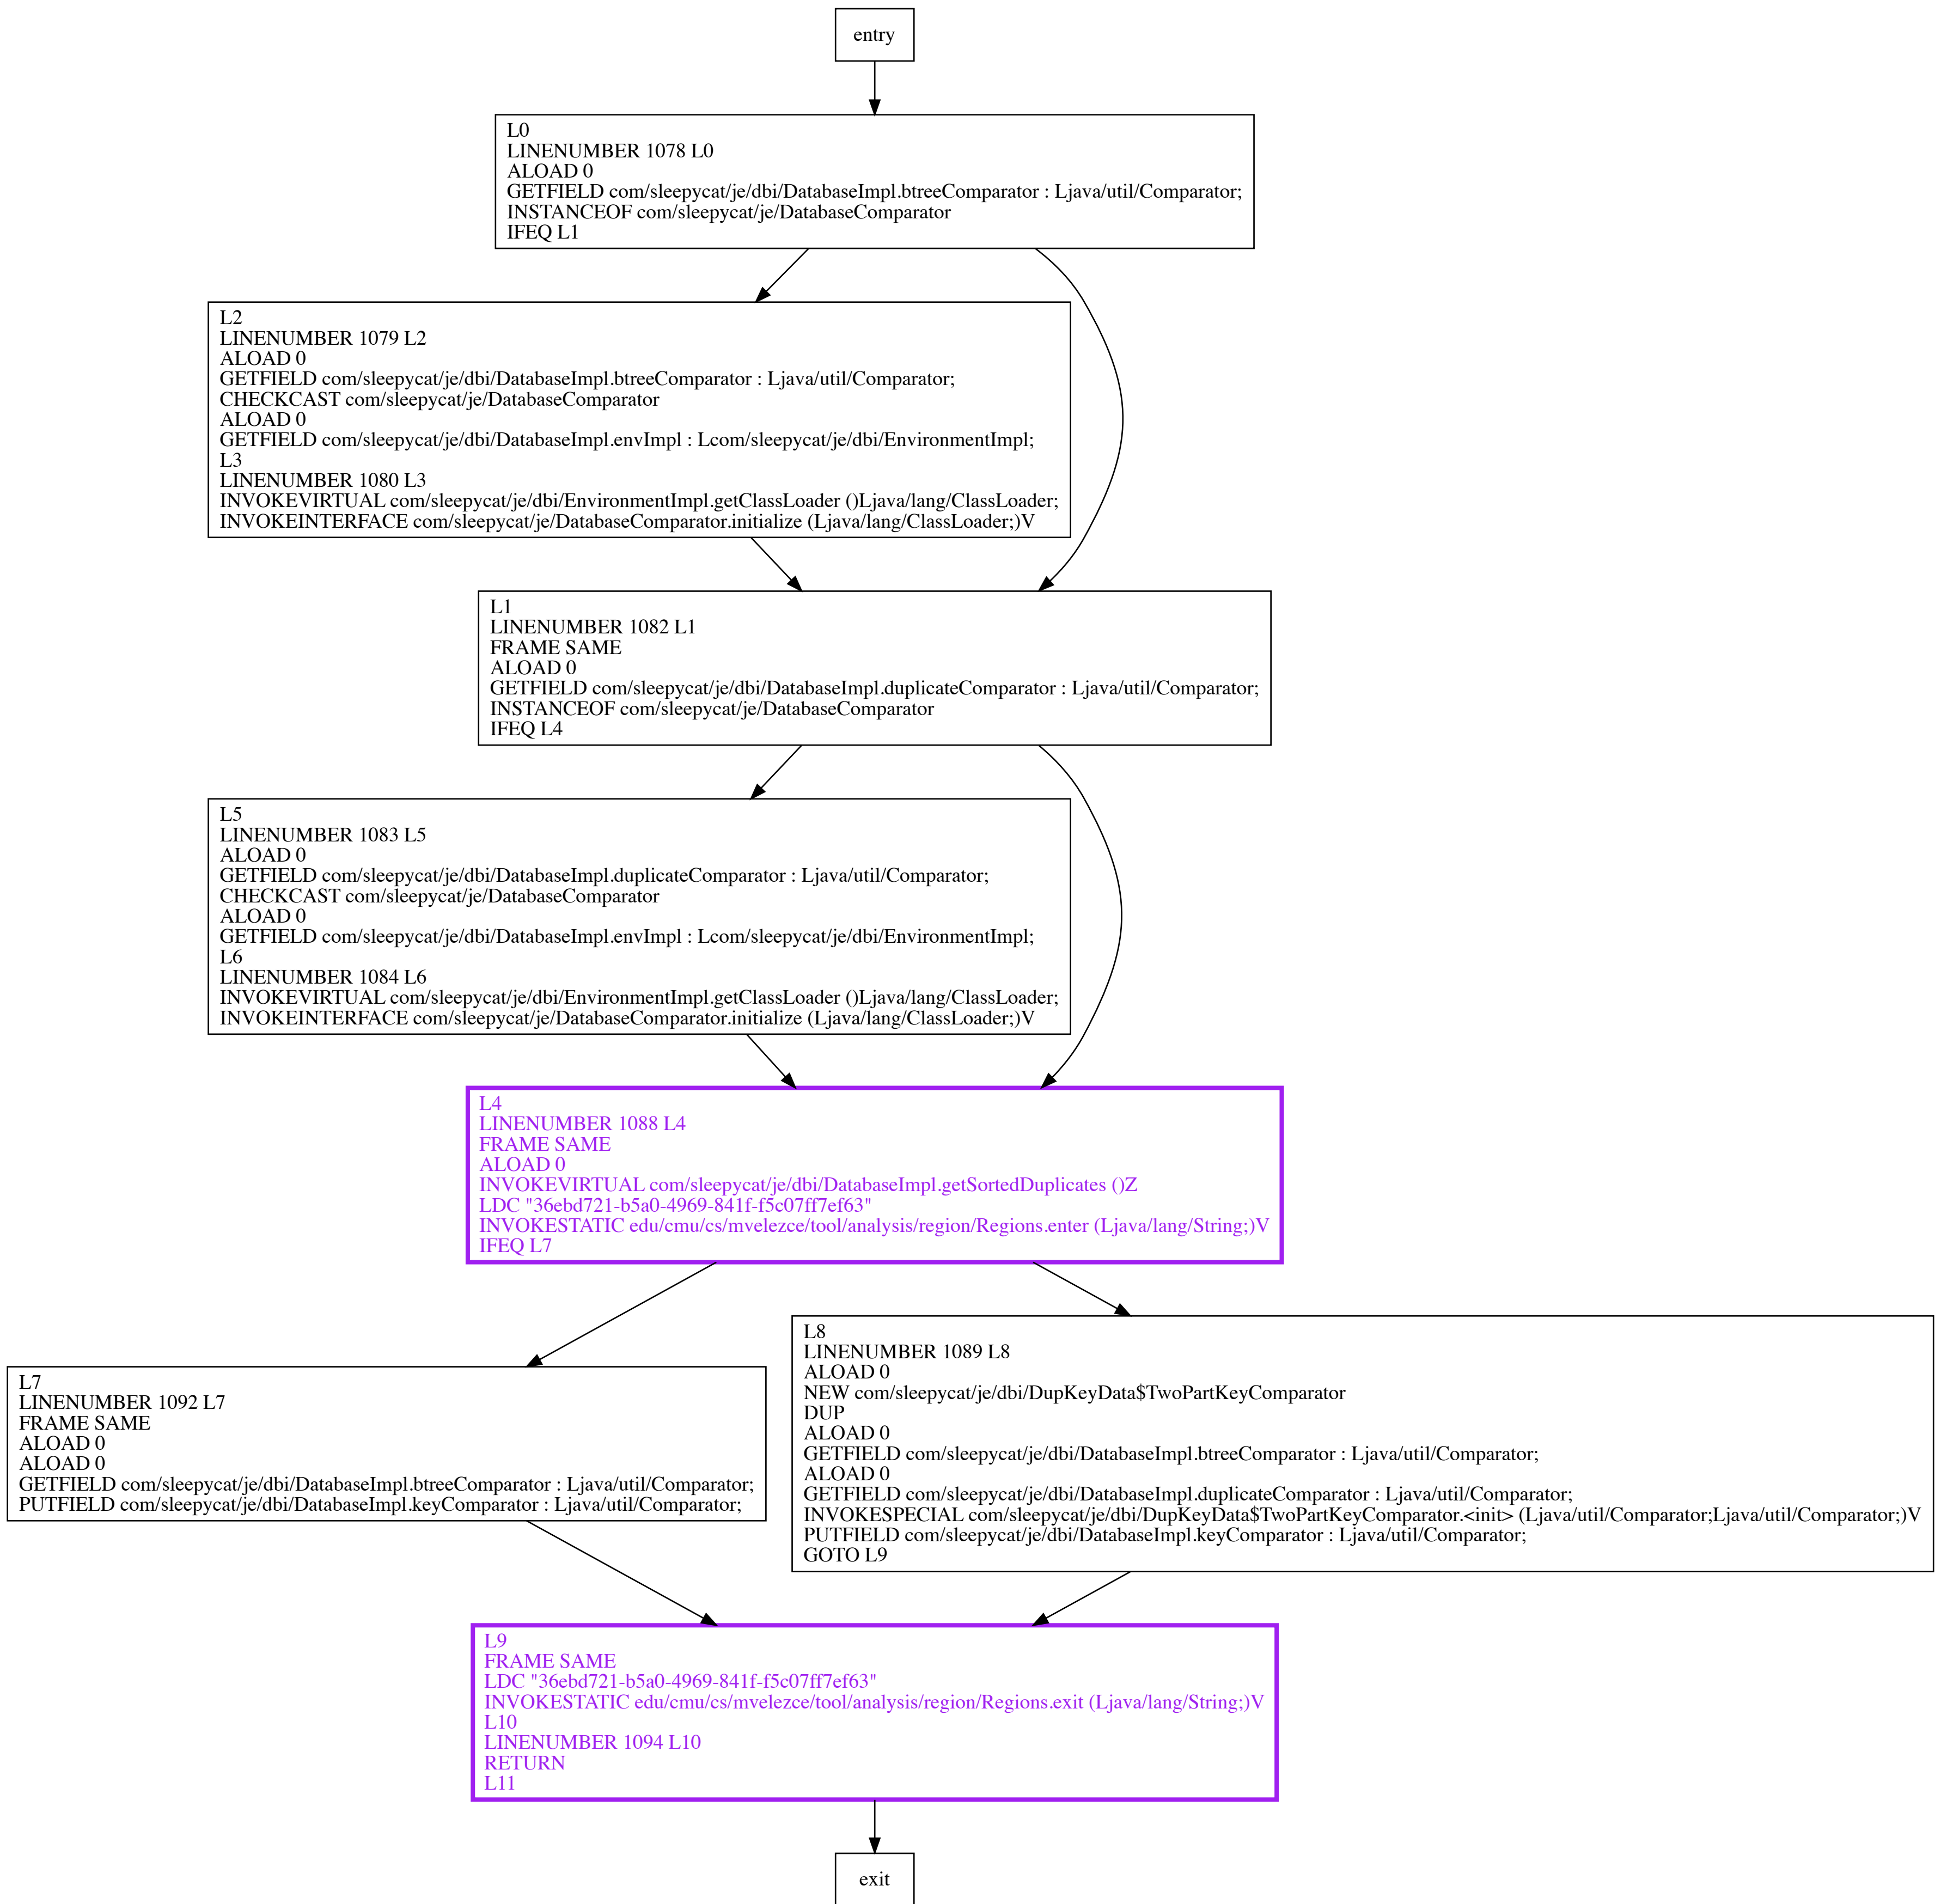 entry
L0
LINENUMBER 1078 L0
ALOAD 0
GETFIELD com/sleepycat/je/dbi/DatabaseImpl.btreeComparator : Ljava/util/Comparator;
INSTANCEOF com/sleepycat/je/DatabaseComparator
IFEQ L1
L2
LINENUMBER 1079 L2
ALOAD 0
GETFIELD com/sleepycat/je/dbi/DatabaseImpl.btreeComparator : Ljava/util/Comparator;
CHECKCAST com/sleepycat/je/DatabaseComparator
ALOAD 0
GETFIELD com/sleepycat/je/dbi/DatabaseImpl.envImpl : Lcom/sleepycat/je/dbi/EnvironmentImpl;
L3
LINENUMBER 1080 L3
INVOKEVIRTUAL com/sleepycat/je/dbi/EnvironmentImpl.getClassLoader ()Ljava/lang/ClassLoader;
INVOKEINTERFACE com/sleepycat/je/DatabaseComparator.initialize (Ljava/lang/ClassLoader;)V
L1
LINENUMBER 1082 L1
FRAME SAME
ALOAD 0
GETFIELD com/sleepycat/je/dbi/DatabaseImpl.duplicateComparator : Ljava/util/Comparator;
INSTANCEOF com/sleepycat/je/DatabaseComparator
IFEQ L4
L5
LINENUMBER 1083 L5
ALOAD 0
GETFIELD com/sleepycat/je/dbi/DatabaseImpl.duplicateComparator : Ljava/util/Comparator;
CHECKCAST com/sleepycat/je/DatabaseComparator
ALOAD 0
GETFIELD com/sleepycat/je/dbi/DatabaseImpl.envImpl : Lcom/sleepycat/je/dbi/EnvironmentImpl;
L6
LINENUMBER 1084 L6
INVOKEVIRTUAL com/sleepycat/je/dbi/EnvironmentImpl.getClassLoader ()Ljava/lang/ClassLoader;
INVOKEINTERFACE com/sleepycat/je/DatabaseComparator.initialize (Ljava/lang/ClassLoader;)V
L4
LINENUMBER 1088 L4
FRAME SAME
ALOAD 0
INVOKEVIRTUAL com/sleepycat/je/dbi/DatabaseImpl.getSortedDuplicates ()Z
LDC "36ebd721-b5a0-4969-841f-f5c07ff7ef63"
INVOKESTATIC edu/cmu/cs/mvelezce/tool/analysis/region/Regions.enter (Ljava/lang/String;)V
IFEQ L7
L7
LINENUMBER 1092 L7
FRAME SAME
ALOAD 0
ALOAD 0
GETFIELD com/sleepycat/je/dbi/DatabaseImpl.btreeComparator : Ljava/util/Comparator;
PUTFIELD com/sleepycat/je/dbi/DatabaseImpl.keyComparator : Ljava/util/Comparator;
L8
LINENUMBER 1089 L8
ALOAD 0
NEW com/sleepycat/je/dbi/DupKeyData$TwoPartKeyComparator
DUP
ALOAD 0
GETFIELD com/sleepycat/je/dbi/DatabaseImpl.btreeComparator : Ljava/util/Comparator;
ALOAD 0
GETFIELD com/sleepycat/je/dbi/DatabaseImpl.duplicateComparator : Ljava/util/Comparator;
INVOKESPECIAL com/sleepycat/je/dbi/DupKeyData$TwoPartKeyComparator.<init> (Ljava/util/Comparator;Ljava/util/Comparator;)V
PUTFIELD com/sleepycat/je/dbi/DatabaseImpl.keyComparator : Ljava/util/Comparator;
GOTO L9
L9
FRAME SAME
LDC "36ebd721-b5a0-4969-841f-f5c07ff7ef63"
INVOKESTATIC edu/cmu/cs/mvelezce/tool/analysis/region/Regions.exit (Ljava/lang/String;)V
L10
LINENUMBER 1094 L10
RETURN
L11
exit